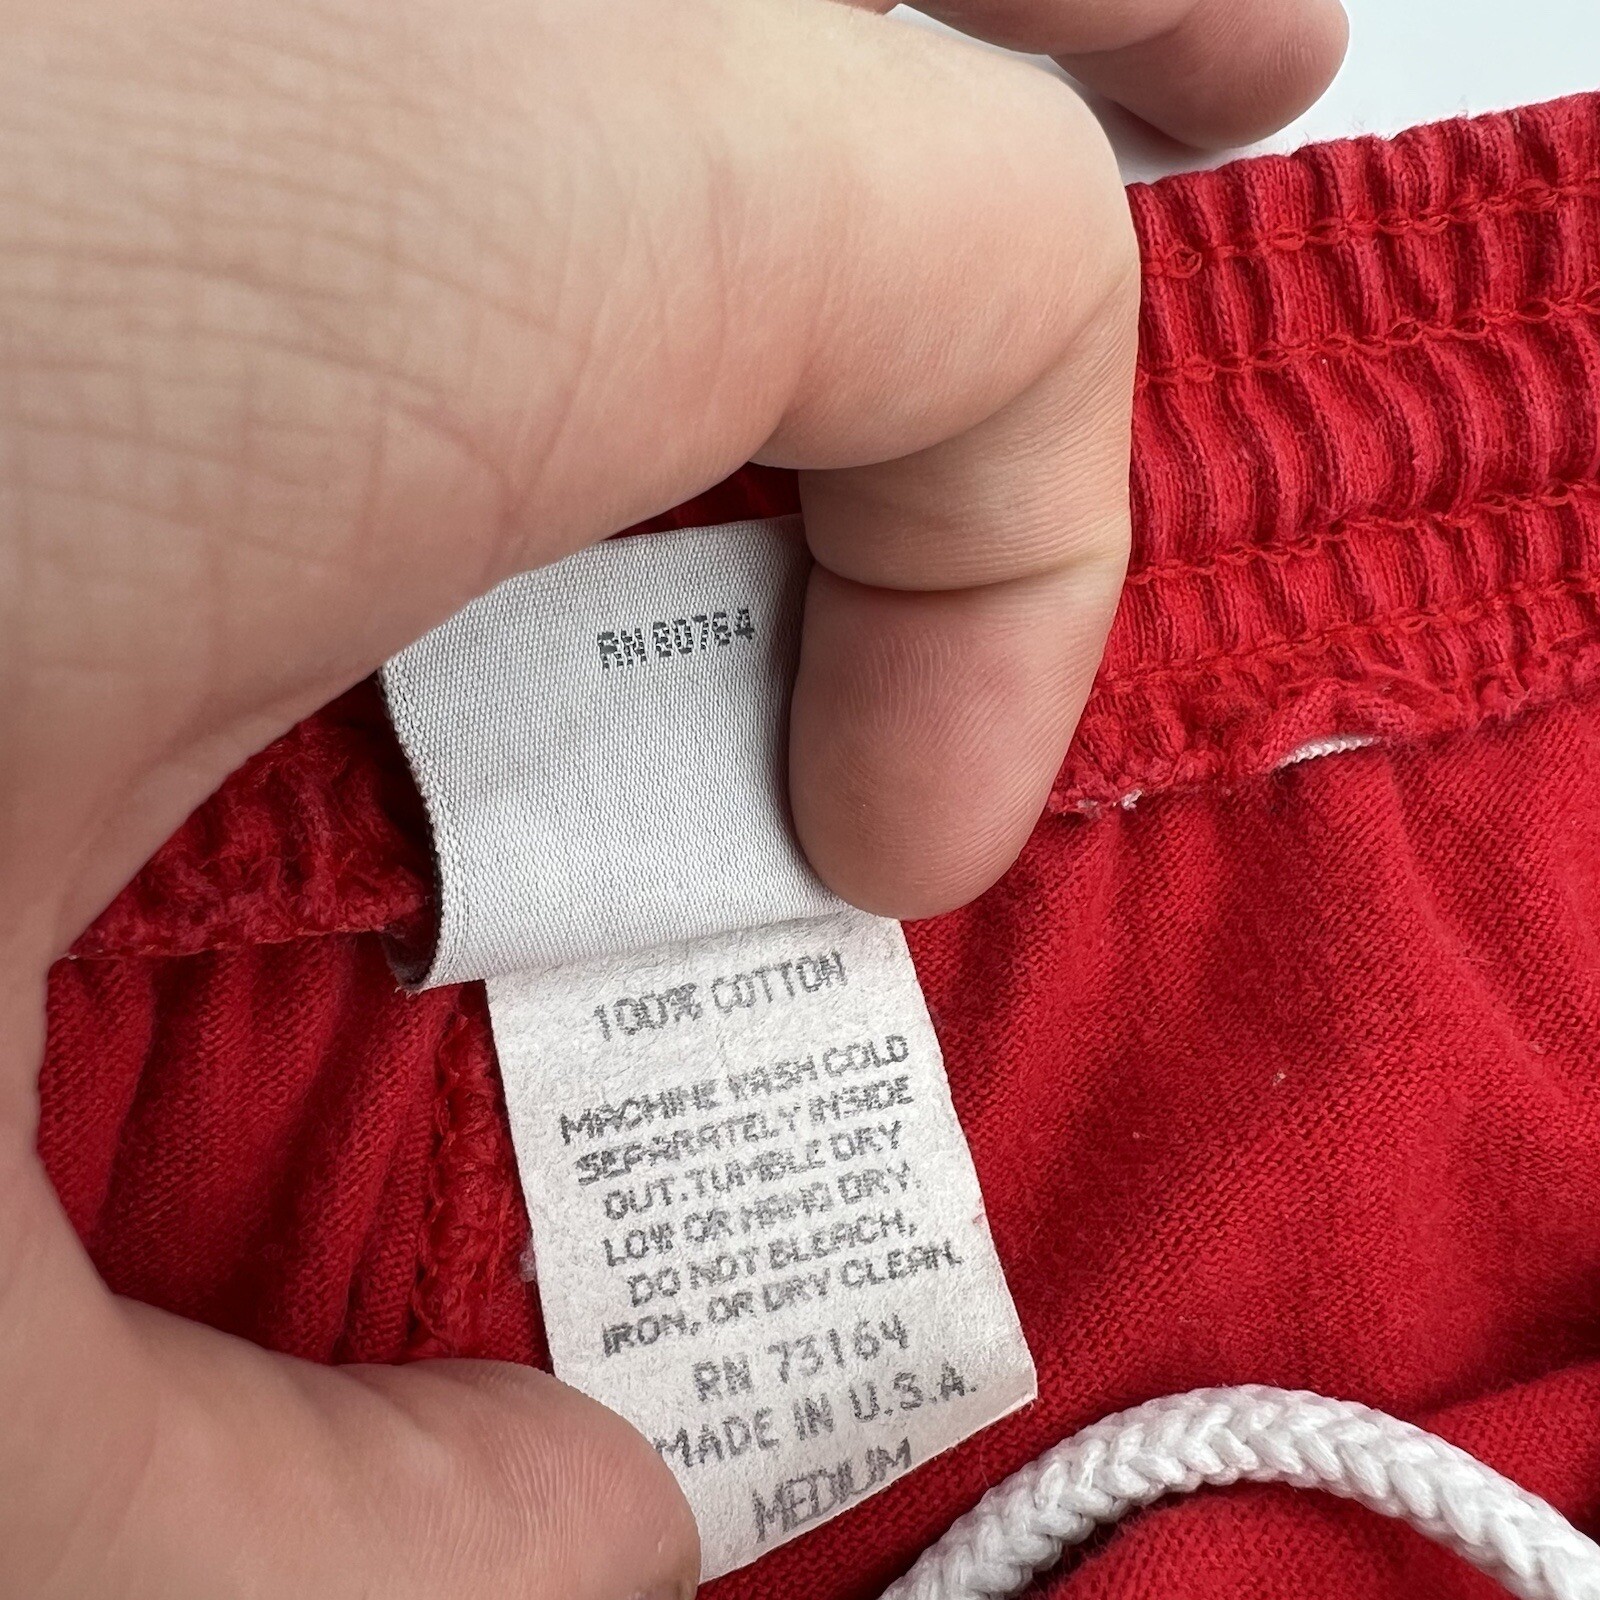 RN 80764
100% COTTON
MACHINE WASH COLD
SEPARATELY INSIDE
OUT. TUMBLE DRY
LOW OR HAND DRY.
DO NOT BLEACH,
IRON, OR DRY CLEAN.
RN 73164
MADE IN U.S.A.
MEDIUM